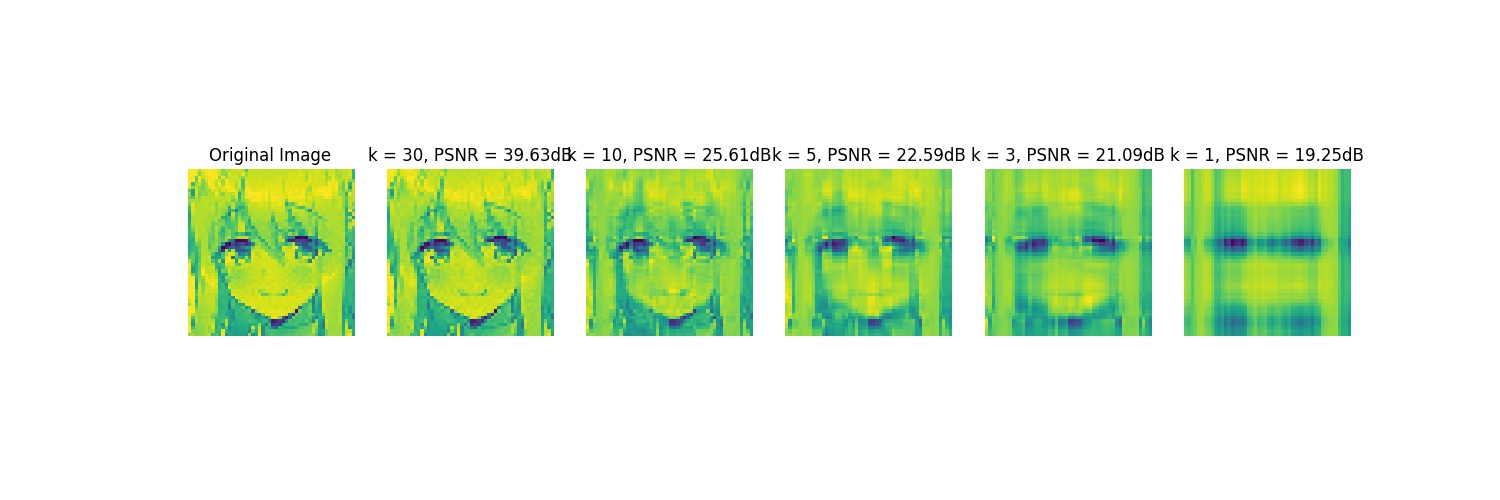 Original Image
k = 30, PSNR = 39.63dB
k = 10, PSNR = 25.61dB
k = 5, PSNR = 22.59dB
k = 3, PSNR = 21.09dB
k = 1, PSNR = 19.25dB